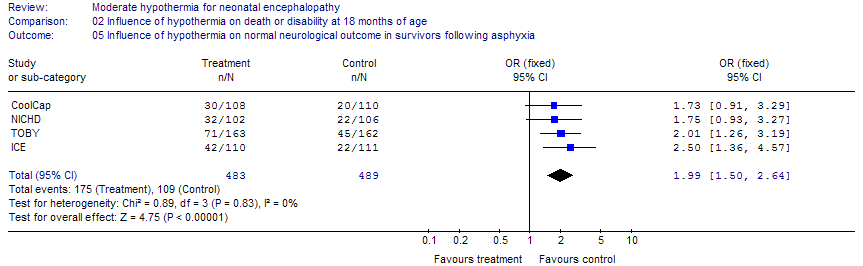 Review: Moderate hypothermia for neonatal encephalopathy
Comparison: 02 Influence of hypothermia on death or disability at 18 months of age
Outcome: 05 Influence of hypothermia on normal neurological outcome in survivors following asphyxia
Study Treatment Control OR (fixed) OR (fixed)
or sub-category n/N n/N 95% CI 95% CI
CoolCap 30/108 20/110 1.73 [0.91, 3.29]
NICHD 32/102 22/106 1.75 [0.93, 3.27]
TOBY 71/163 45/162 2.01 [1.26, 3.19]
ICE 42/110 22/111 2.50 [1.36, 4.57]
Total (95% CI) 483 489 1.99 [1.50, 2.64]
Total events: 175 (Treatment), 109 (Control)
Test for heterogeneity: Chi² = 0.89, df = 3 (P = 0.83), I² = 0%
Test for overall effect: Z = 4.75 (P < 0.00001)
0.1 0.2 0.5 1 2 5 10
Favours treatment Favours control